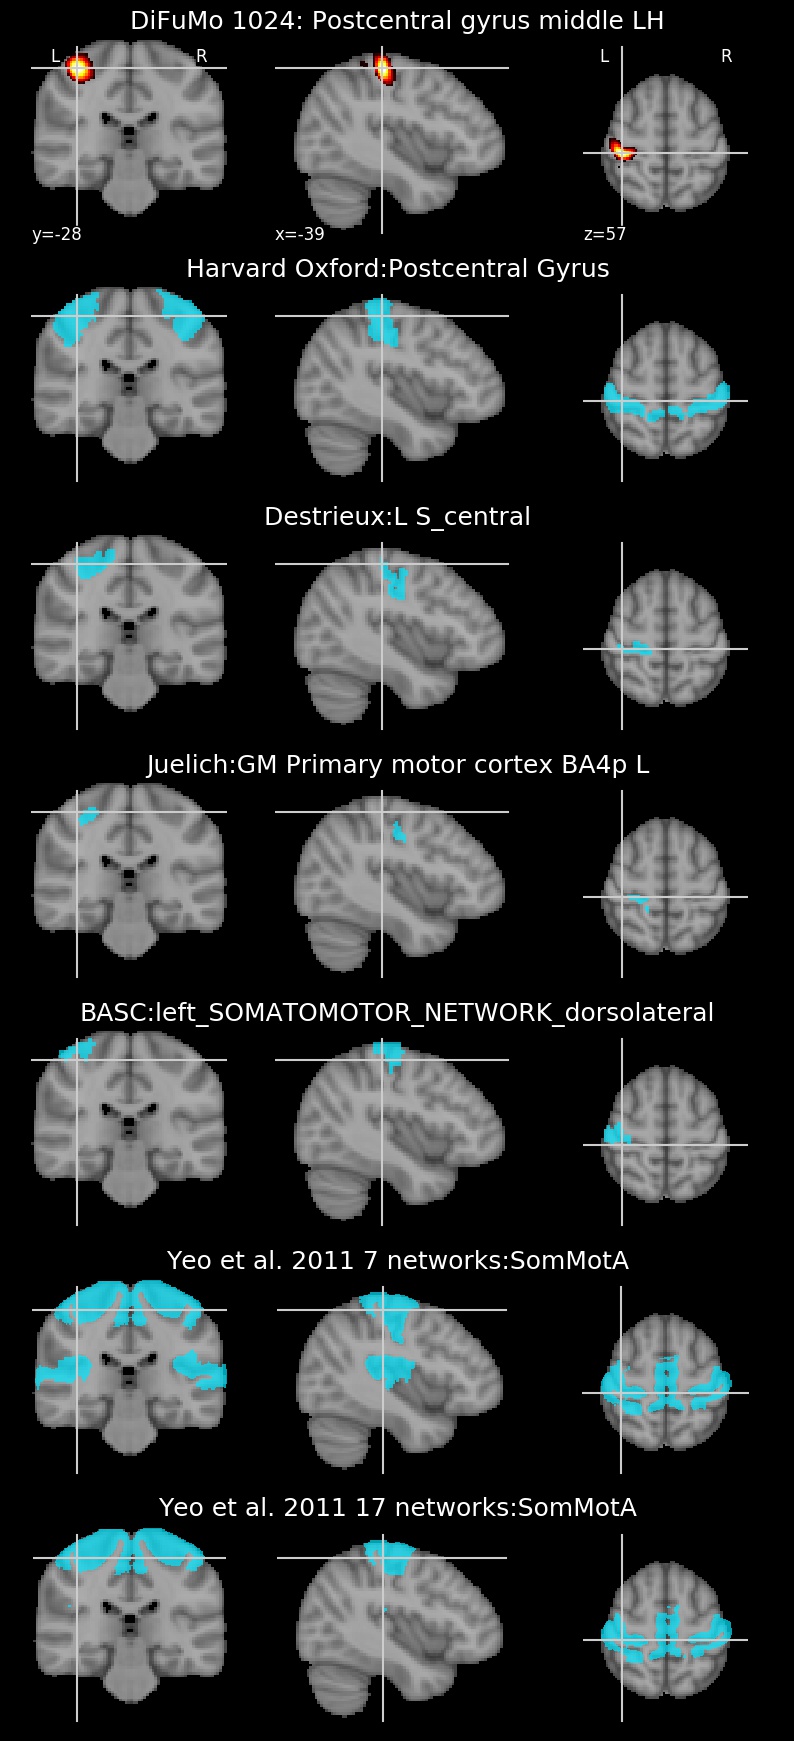 DiFuMo 1024: Postcentral gyrus middle LH
L R L R
y=-28 x=-39 z=57
Harvard Oxford:Postcentral Gyrus
Destrieux:L S_central
Juelich:GM Primary motor cortex BA4p L
BASC:left_SOMATOMOTOR_NETWORK_dorsolateral
Yeo et al. 2011 7 networks:SomMotA
Yeo et al. 2011 17 networks:SomMotA